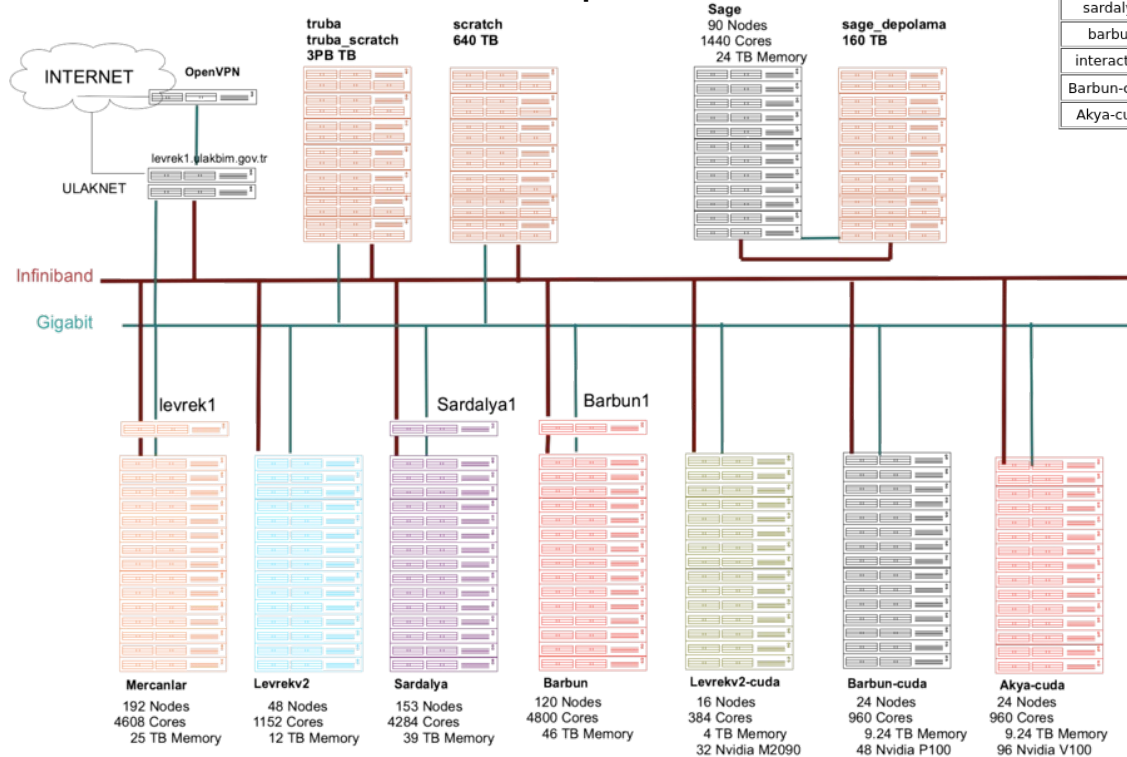 truba
truba_scratch
3PB TB
scratch
640 TB
Sage
90 Nodes
1440 Cores
24 TB Memory
sage_depolama
160 TB
INTERNET
OpenVPN
levrek1.ulakbim.gov.tr
ULAKNET
Infiniband
Gigabit
levrek1
Sardalya1
Barbun1
Mercanlar
192 Nodes
4608 Cores
25 TB Memory
Levrekv2
48 Nodes
1152 Cores
12 TB Memory
Sardalya
153 Nodes
4284 Cores
39 TB Memory
Barbun
120 Nodes
4800 Cores
46 TB Memory
Levrekv2-cuda
16 Nodes
384 Cores
4 TB Memory
32 Nvidia M2090
Barbun-cuda
24 Nodes
960 Cores
9.24 TB Memory
48 Nvidia P100
Akya-cuda
24 Nodes
960 Cores
9.24 TB Memory
96 Nvidia V100